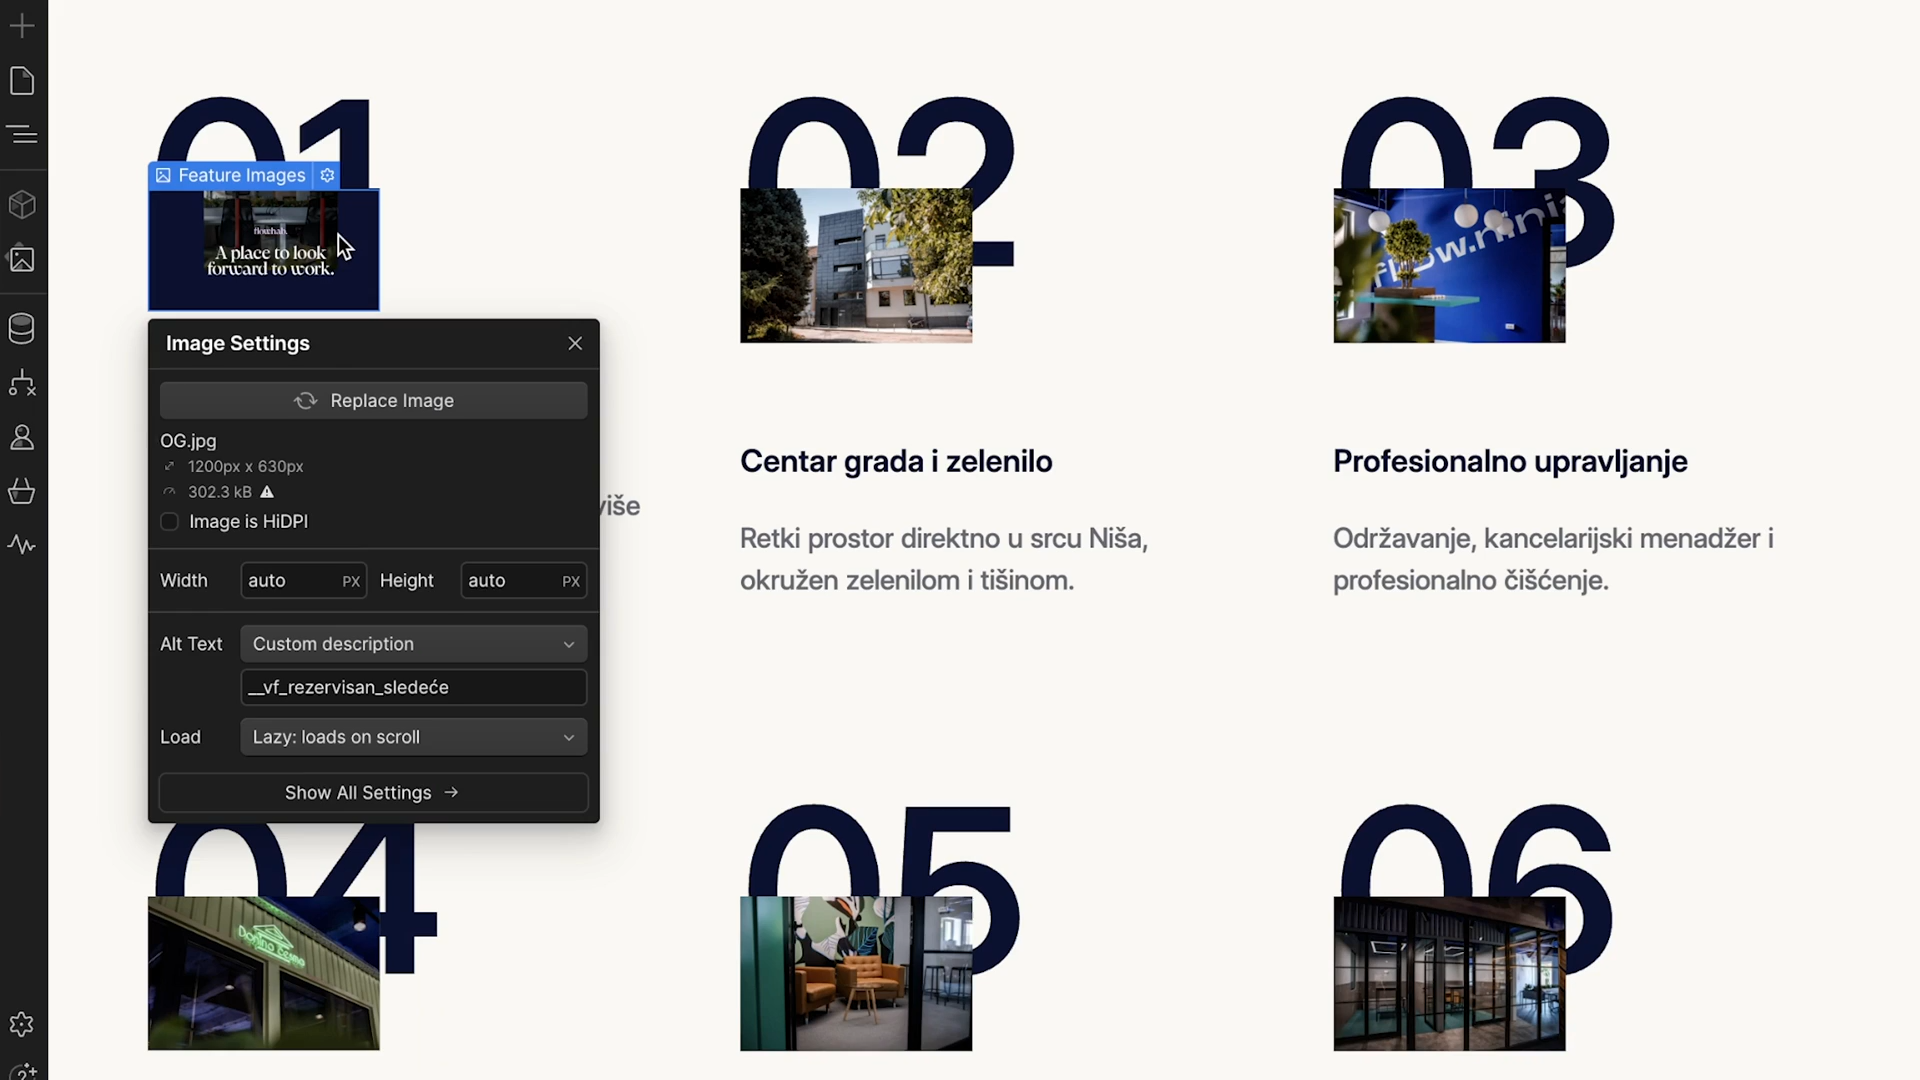 01
02
03
Feature Images
flowhub.
A place to look
forward to work.
flow.ninja
Image Settings
Replace Image
OG.jpg
1200px x 630px
302.3 kB
Image is HiDPI
Width
auto
PX
Height
auto
PX
Alt Text
Custom description
__vf_rezervisan_sledeće
Load
Lazy: loads on scroll
Show All Settings →
više
Centar grada i zelenilo
Retki prostor direktno u srcu Niša,
okružen zelenilom i tišinom.
Profesionalno upravljanje
Održavanje, kancelarijski menadžer i
profesionalno čišćenje.
04
05
06